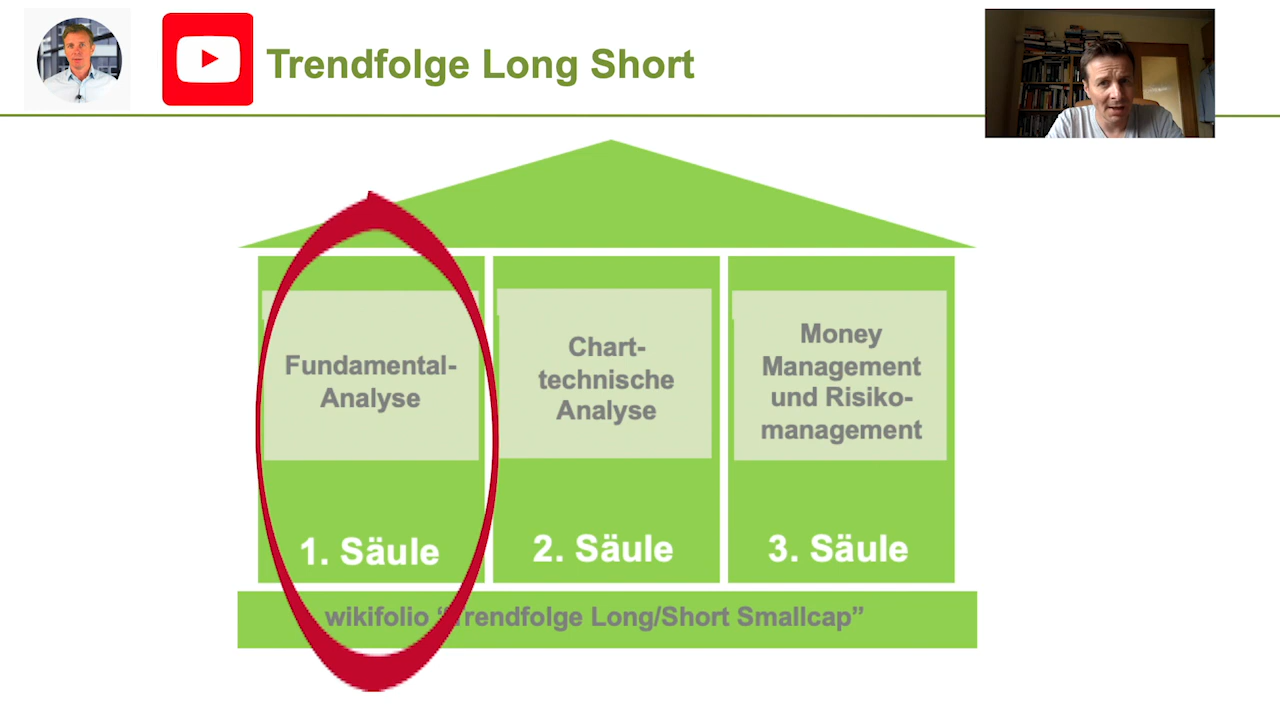 Trendfolge Long Short
Fundamental-
Analyse
1. Säule
Chart-
technische
Analyse
2. Säule
Money
Management
und Risiko-
management
3. Säule
wikifolio “Trendfolge Long/Short Smallcap”